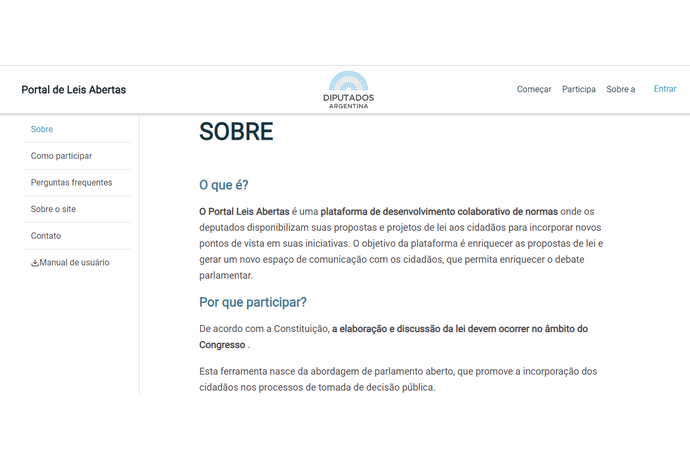 Portal de Leis Abertas
DIPUTADOS
ARGENTINA
Começar Participa Sobre a Entrar
Sobre
Como participar
Perguntas frequentes
Sobre o site
Contato
Manual de usuário
SOBRE
O que é?
O Portal Leis Abertas é uma plataforma de desenvolvimento colaborativo de normas onde os
deputados disponibilizam suas propostas e projetos de lei aos cidadãos para incorporar novos
pontos de vista em suas iniciativas. O objetivo da plataforma é enriquecer as propostas de lei e
gerar um novo espaço de comunicação com os cidadãos, que permita enriquecer o debate
parlamentar.
Por que participar?
De acordo com a Constituição, a elaboração e discussão da lei devem ocorrer no âmbito do
Congresso .
Esta ferramenta nasce da abordagem de parlamento aberto, que promove a incorporação dos
cidadãos nos processos de tomada de decisão pública.